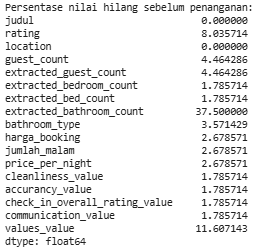 Persentase nilai hilang sebelum penanganan:
judul 0.000000
rating 8.035714
location 0.000000
guest_count 4.464286
extracted_guest_count 4.464286
extracted_bedroom_count 1.785714
extracted_bed_count 1.785714
extracted_bathroom_count 37.500000
bathroom_type 3.571429
harga_booking 2.678571
jumlah_malam 2.678571
price_per_night 2.678571
cleanliness_value 1.785714
accurancy_value 1.785714
check_in_overall_rating_value 1.785714
communication_value 1.785714
values_value 11.607143
dtype: float64